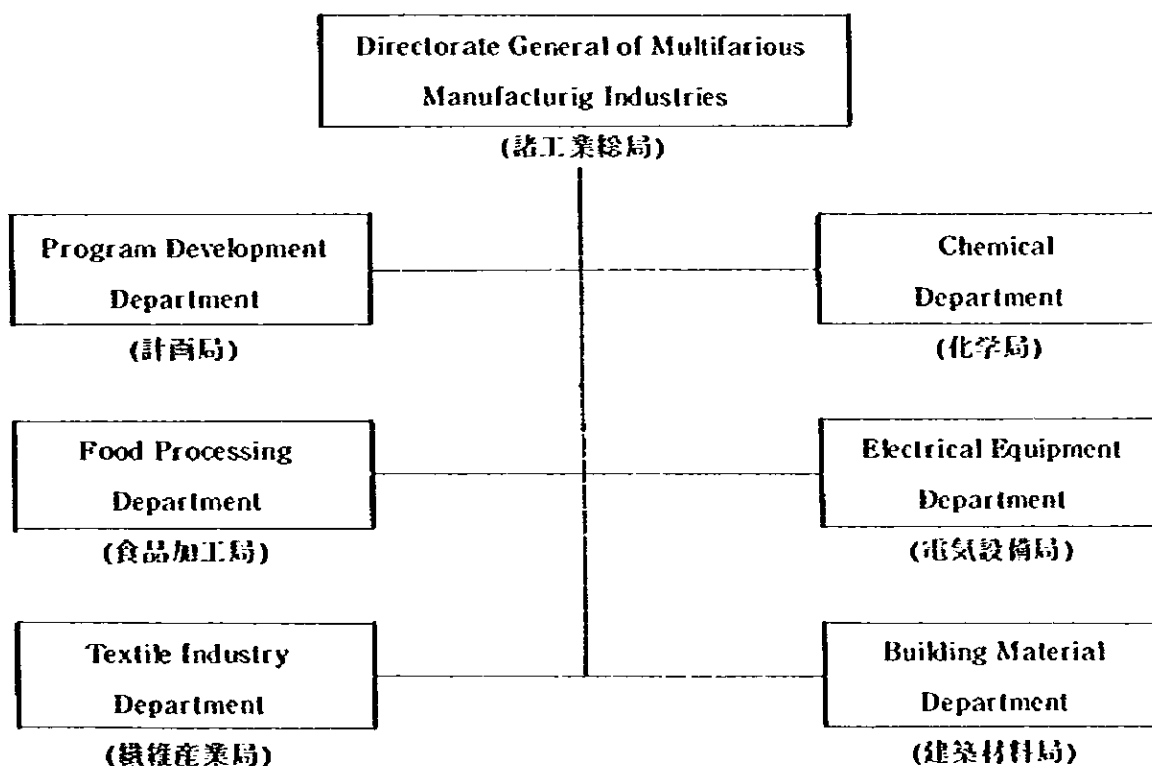 Directorate General of Multifarious
Manufacturig Industries
(諸工業総局)
Program Development
Department
(計画局)
Chemical
Department
(化学局)
Food Processing
Department
(食品加工局)
Electrical Equipment
Department
(電気設備局)
Textile Industry
Department
(繊維産業局)
Building Material
Department
(建築材料局)